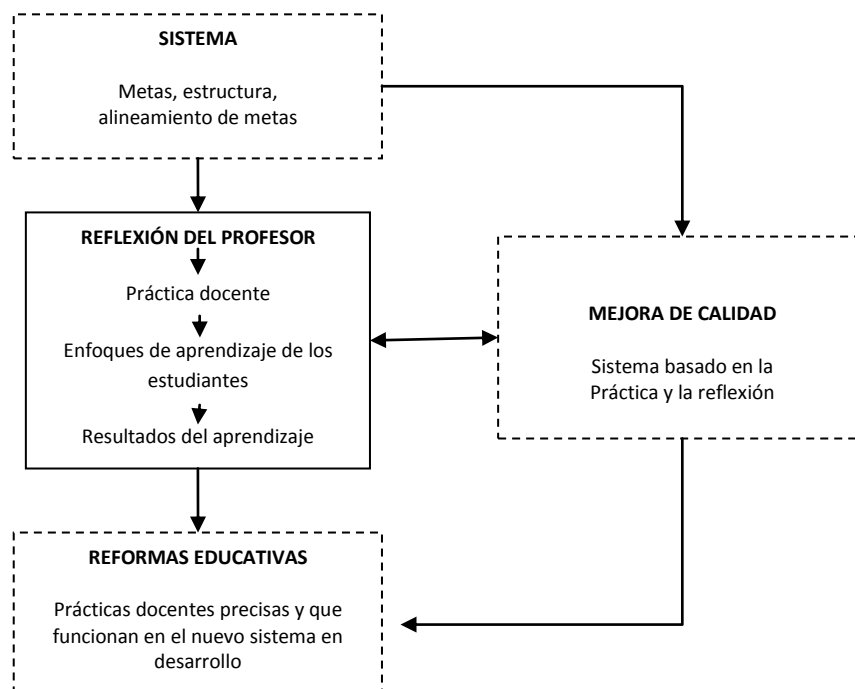 SISTEMA
Metas, estructura,
alineamiento de metas
REFLEXIÓN DEL PROFESOR
Práctica docente
Enfoques de aprendizaje de los
estudiantes
Resultados del aprendizaje
MEJORA DE CALIDAD
Sistema basado en la
Práctica y la reflexión
REFORMAS EDUCATIVAS
Prácticas docentes precisas y que
funcionan en el nuevo sistema en
desarrollo